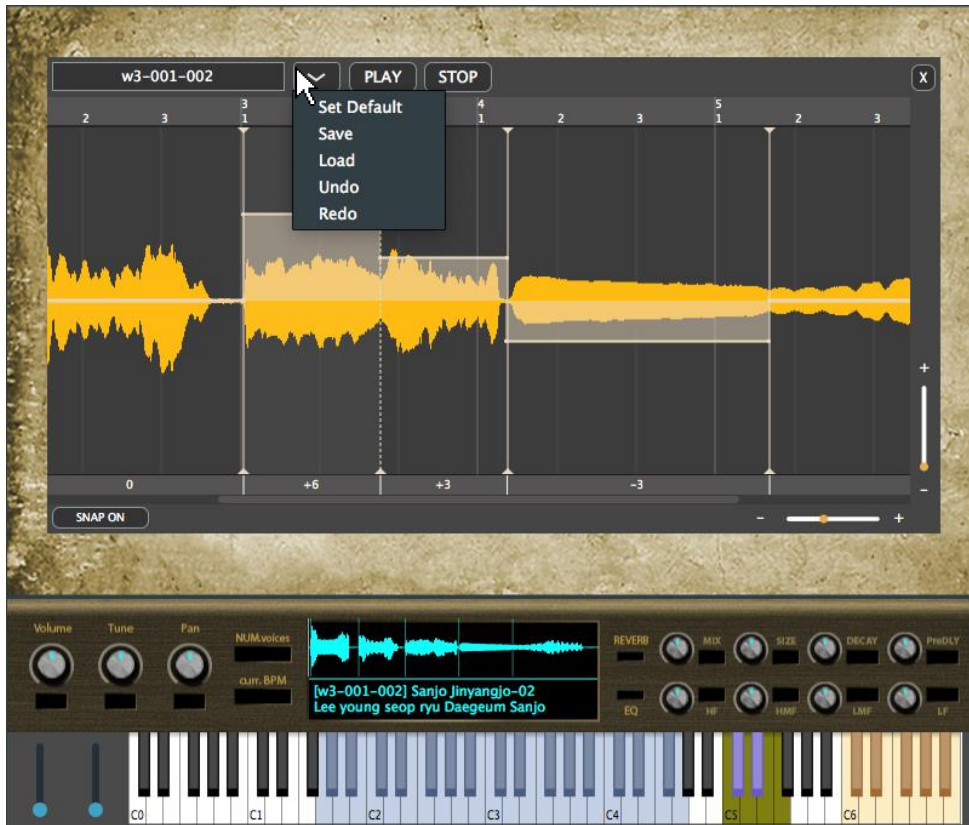 w3-001-002 PLAY STOP X
3 4 5
2 3 1 1 2 3 1 2 3
Set Default
Save
Load
Undo
Redo
+
0 +6 +3 -3
-
SNAP ON - +
Volume Tune Pan
NUM.voices
curr. BPM
[w3-001-002] Sanjo Jinyangjo-02
Lee young seop ryu Daegeum Sanjo
REVERB MIX SIZE DECAY PreDLY
EQ HF HMF LMF LF
C0 C1 C2 C3 C4 C5 C6